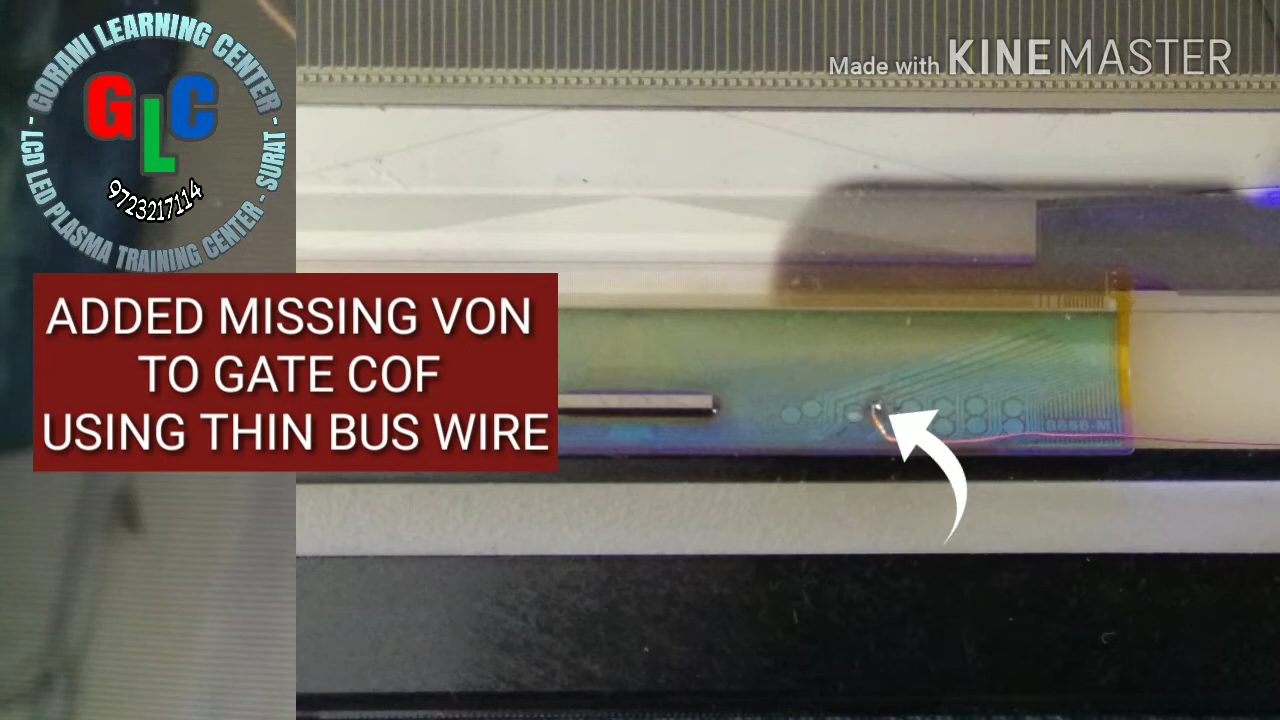 - GORANI LEARNING CENTER -
LCT LED PLASMA TRAINING CENTER - SURAT
GLC
9723217114
Made with KINEMASTER
ADDED MISSING VON
TO GATE COF
USING THIN BUS WIRE